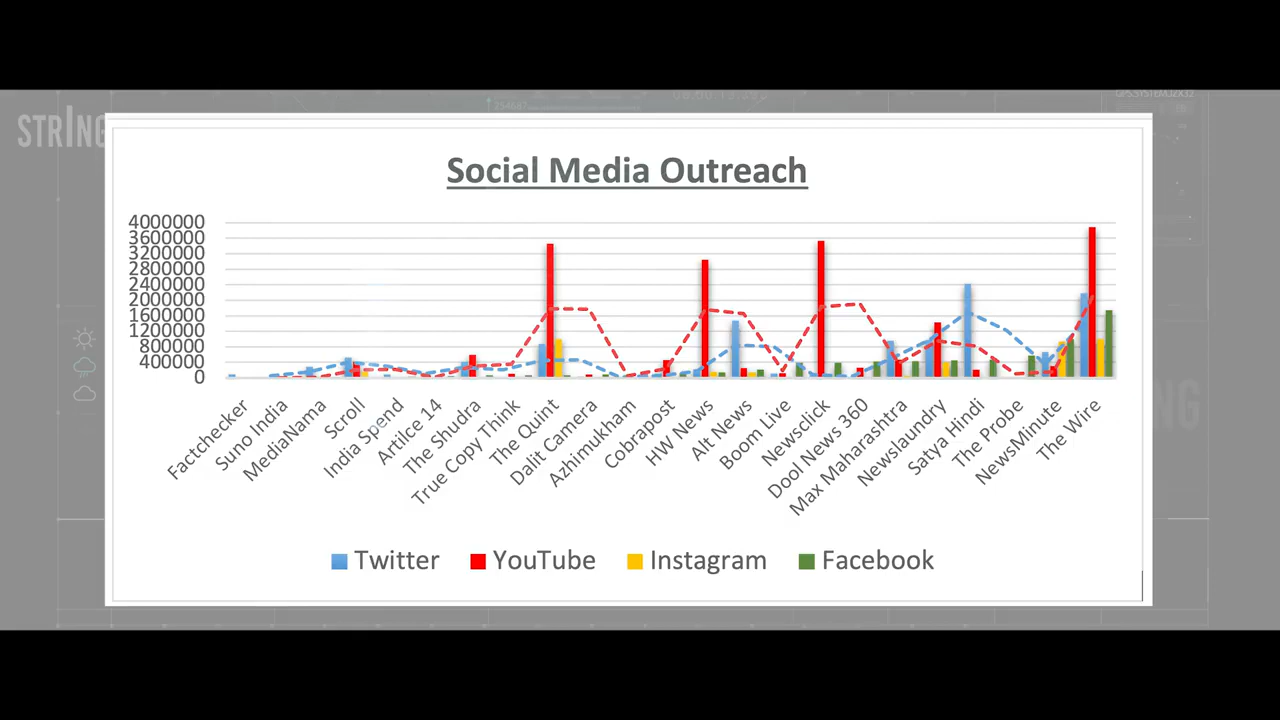 STRING
Social Media Outreach
4000000
3600000
3200000
2800000
2400000
2000000
1600000
1200000
800000
400000
0
Factchecker
Suno India
MediaNama
Scroll
India Spend
Artilce 14
The Shudra
True Copy Think
The Quint
Dalit Camera
Azhimukham
Cobrapost
HW News
Alt News
Boom Live
Newsclick
Dool News 360
Max Maharashtra
Newslaundry
Satya Hindi
The Probe
NewsMinute
The Wire
Twitter
YouTube
Instagram
Facebook